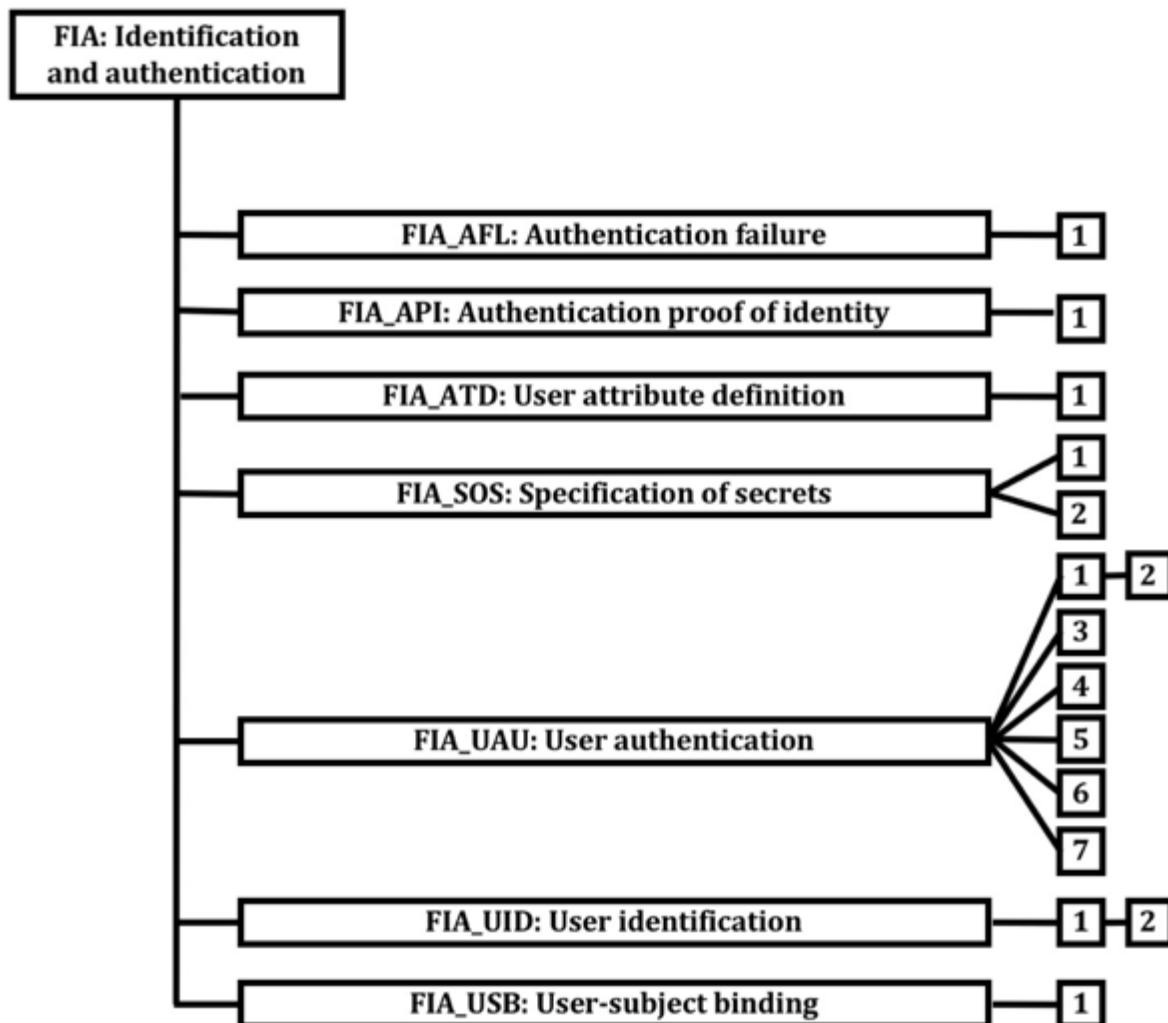 FIA: Identification
and authentication
FIA_AFL: Authentication failure 1
FIA_API: Authentication proof of identity 1
FIA_ATD: User attribute definition 1
1
FIA_SOS: Specification of secrets
2
1 2
3
4
FIA_UAU: User authentication 5
6
7
FIA_UID: User identification 1 2
FIA_USB: User-subject binding 1